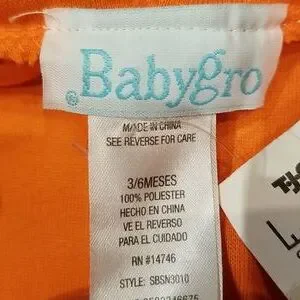 Babygro
®
MADE IN CHINA
SEE REVERSE FOR CARE
3/6MESES
100% POLIESTER
HECHO EN CHINA
VE EL REVERSO
PARA EL CUIDADO
RN #14746
STYLE: SBSN3010